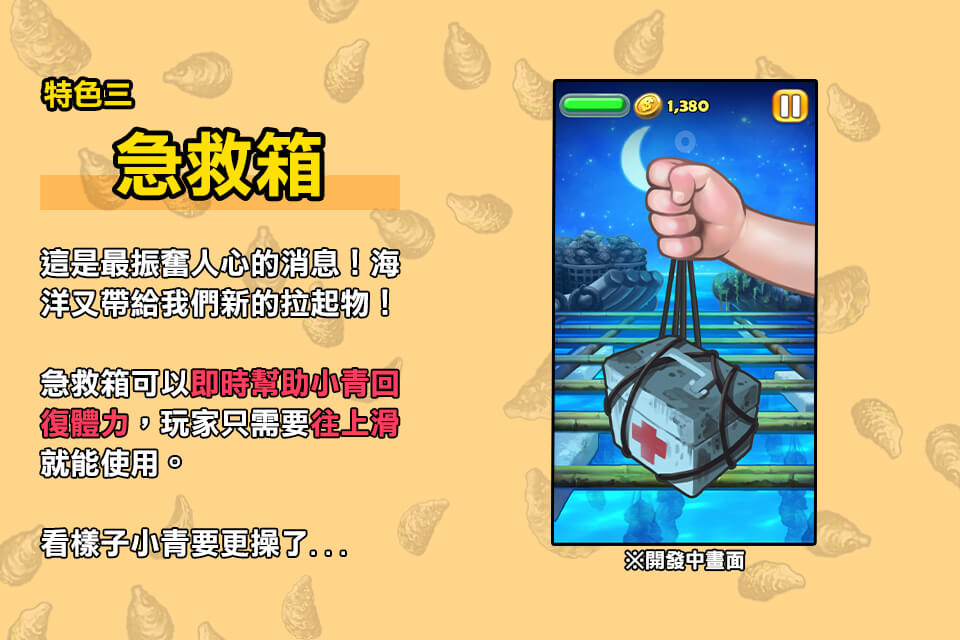 特色三
急救箱
這是最振奮人心的消息！海
洋又帶給我們新的拉起物！
急救箱可以即時幫助小青回
復體力，玩家只需要往上滑
就能使用。
看樣子小青要更操了...
1,380
※開發中畫面